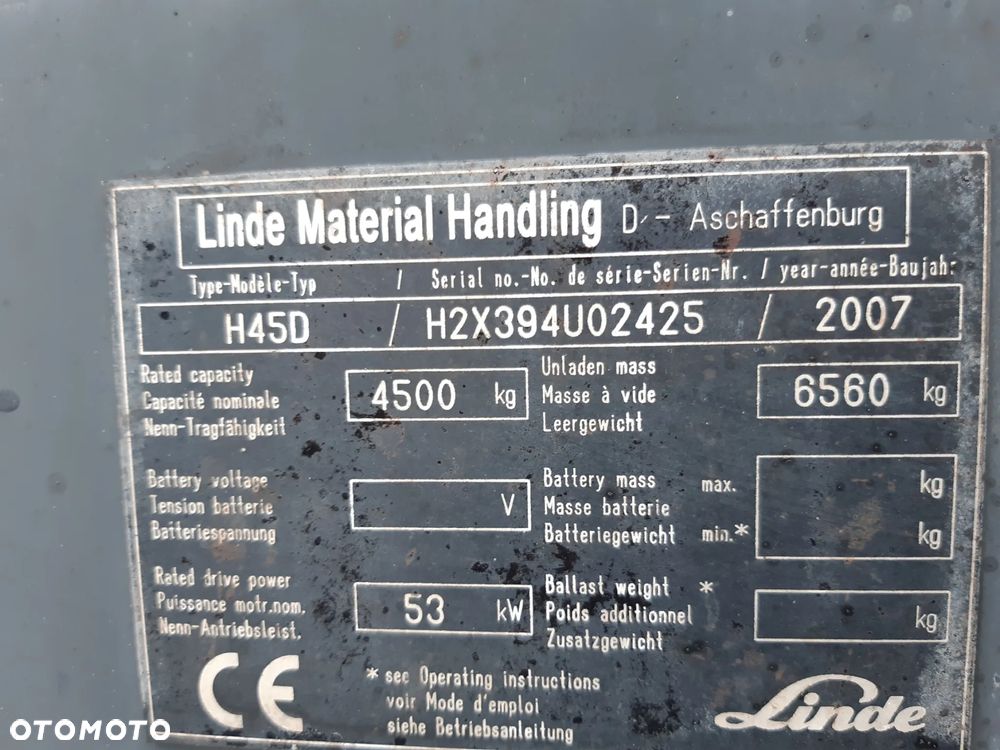 Linde Material Handling D - Aschaffenburg
Type-Modèle-Typ / Serial no.-No. de série-Serien-Nr. / year-année-Baujahr
H45D / H2X394U02425 / 2007
Rated capacity
Capacité nominale
Nenn-Tragfähigkeit
4500 kg
Unladen mass
Masse à vide
Leergewicht
6560 kg
Battery voltage
Tension batterie
Batteriespannung
V
Battery mass max. kg
Masse batterie
Batteriegewicht min.* kg
Rated drive power
Puissance motr.nom.
Nenn-Antriebsleist.
53 kW
Ballast weight *
Poids additionnel
Zusatzgewicht
kg
CE
* see Operating instructions
voir Mode d'emploi
siehe Betriebsanleitung
Linde
OTOMOTO